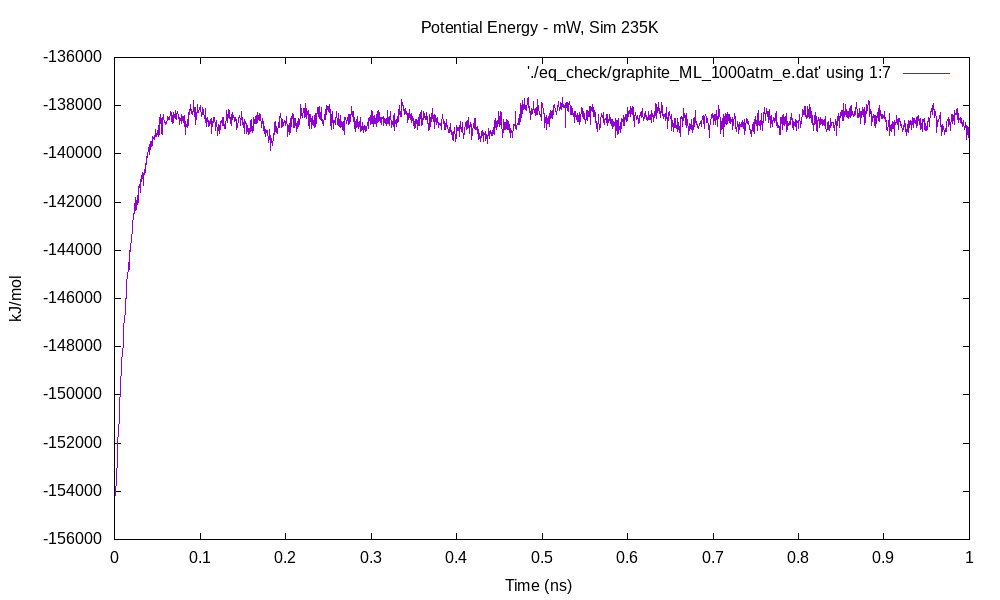 Potential Energy - mW, Sim 235K
'./eq_check/graphite_ML_1000atm_e.dat' using 1:7
-136000
-138000
-140000
-142000
-144000
-146000
-148000
-150000
-152000
-154000
-156000
kJ/mol
0 0.1 0.2 0.3 0.4 0.5 0.6 0.7 0.8 0.9 1
Time (ns)